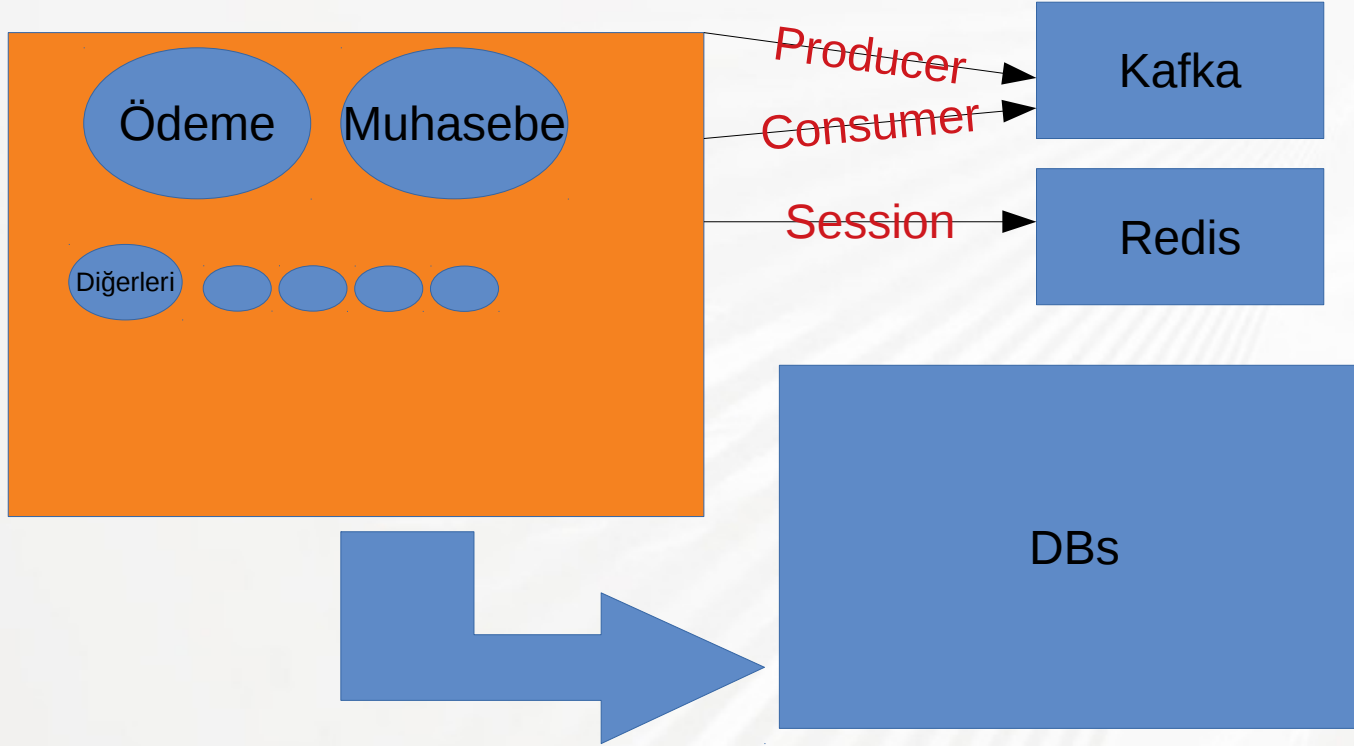 Ödeme
Muhasebe
Diğerleri
Producer
Consumer
Session
Kafka
Redis
DBs